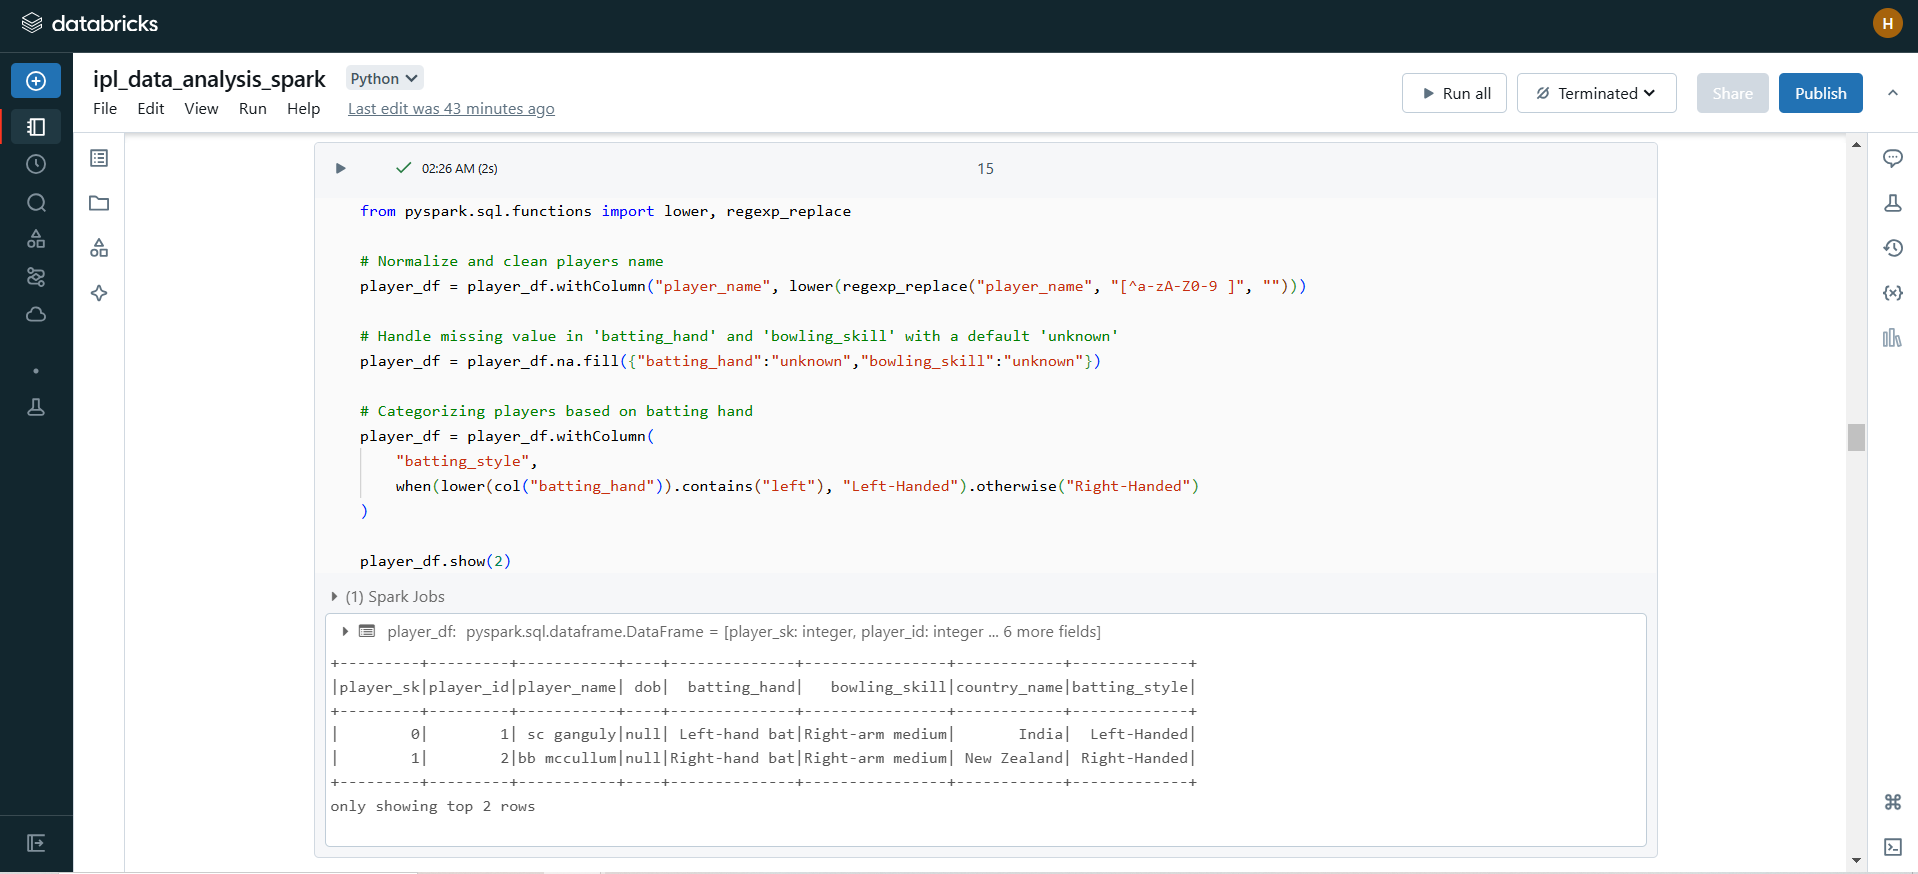 databricks
H
ipl_data_analysis_spark Python
File Edit View Run Help Last edit was 43 minutes ago
Run all Terminated Share Publish
02:26 AM (2s) 15
from pyspark.sql.functions import lower, regexp_replace
# Normalize and clean players name
player_df = player_df.withColumn("player_name", lower(regexp_replace("player_name", "[^a-zA-Z0-9 ]", "")))
# Handle missing value in 'batting_hand' and 'bowling_skill' with a default 'unknown'
player_df = player_df.na.fill({"batting_hand":"unknown","bowling_skill":"unknown"})
# Categorizing players based on batting hand
player_df = player_df.withColumn(
    "batting_style",
    when(lower(col("batting_hand")).contains("left"), "Left-Handed").otherwise("Right-Handed")
)
player_df.show(2)
(1) Spark Jobs
player_df: pyspark.sql.dataframe.DataFrame = [player_sk: integer, player_id: integer ... 6 more fields]
+---------+---------+-----------+----+--------------+----------------+------------+-------------+
|player_sk|player_id|player_name| dob|  batting_hand|   bowling_skill|country_name|batting_style|
+---------+---------+-----------+----+--------------+----------------+------------+-------------+
|        0|        1| sc ganguly|null| Left-hand bat|Right-arm medium|       India|  Left-Handed|
|        1|        2|bb mccullum|null|Right-hand bat|Right-arm medium| New Zealand| Right-Handed|
+---------+---------+-----------+----+--------------+----------------+------------+-------------+
only showing top 2 rows